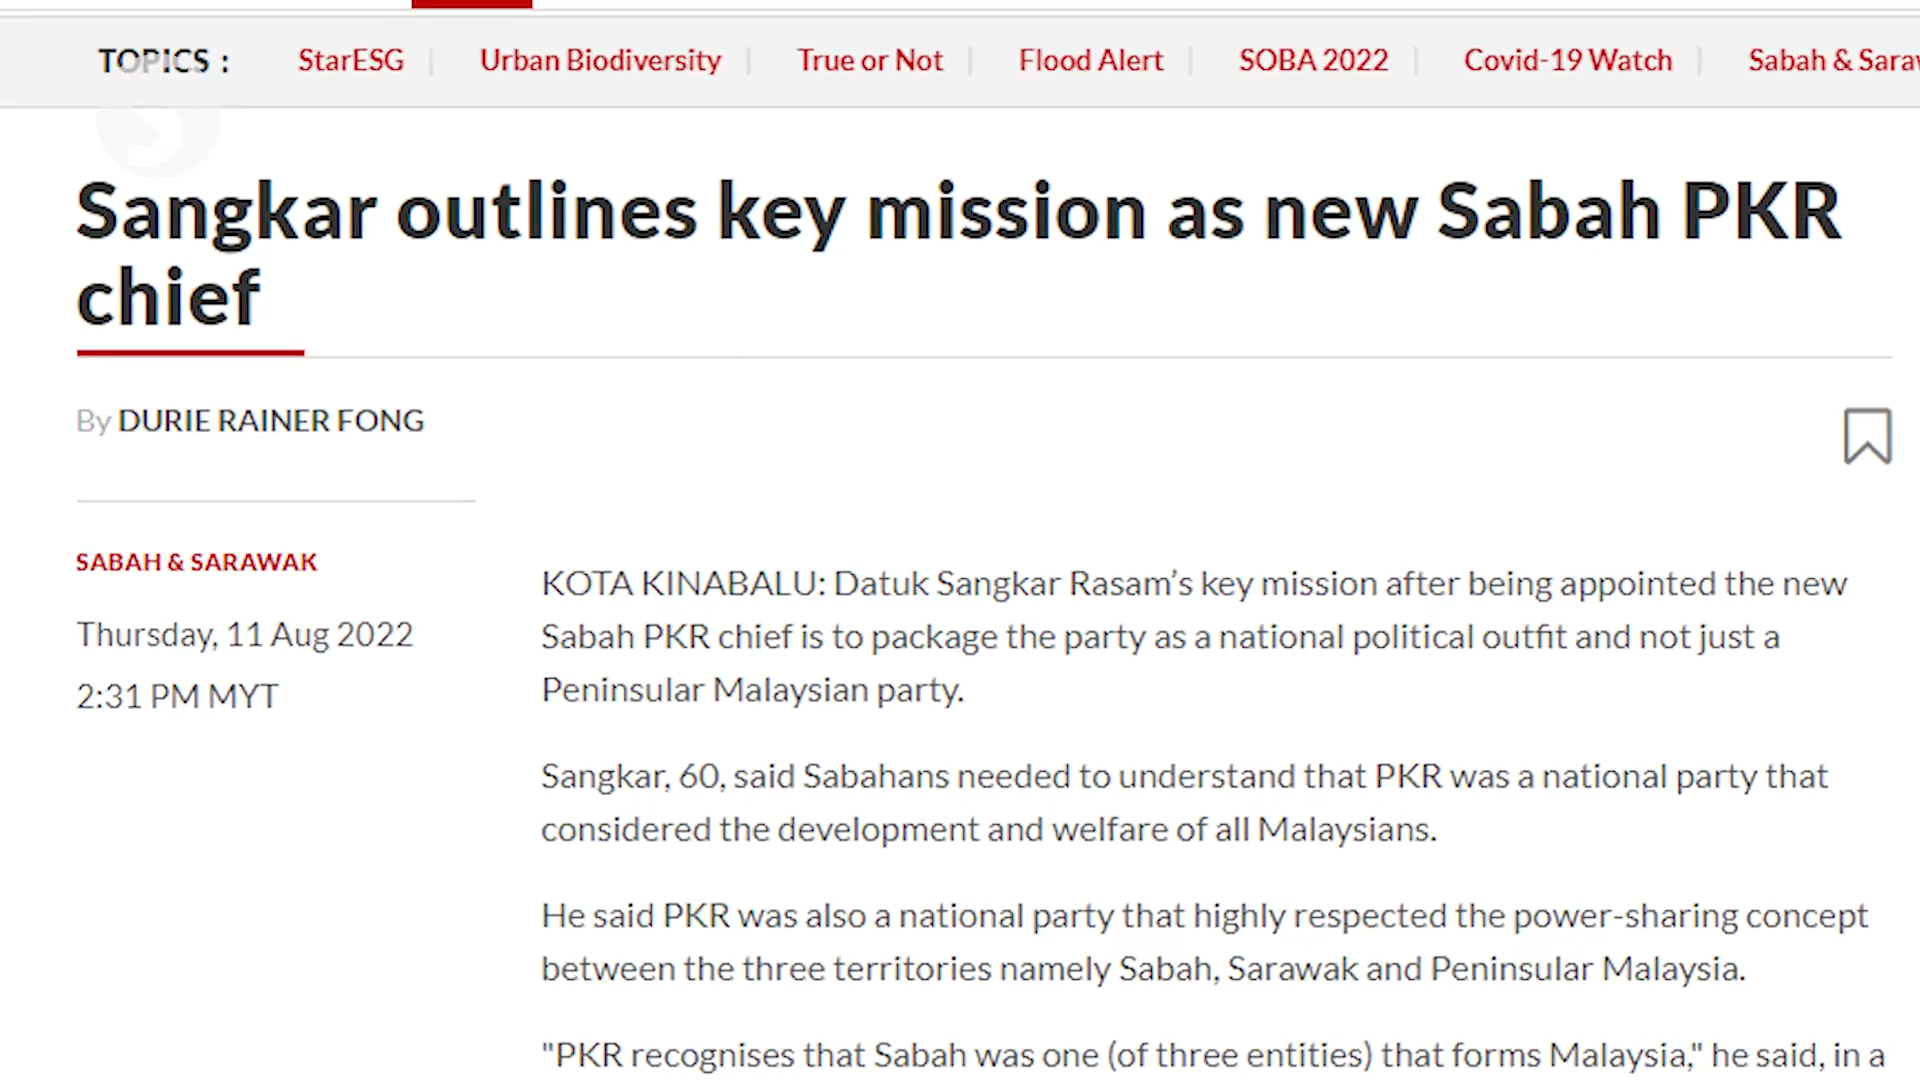 TOPICS :
StarESG
Urban Biodiversity
True or Not
Flood Alert
SOBA 2022
Covid-19 Watch
Sabah & Saraw
Sangkar outlines key mission as new Sabah PKR
chief
By DURIE RAINER FONG
SABAH & SARAWAK
Thursday, 11 Aug 2022
2:31 PM MYT
KOTA KINABALU: Datuk Sangkar Rasam’s key mission after being appointed the new
Sabah PKR chief is to package the party as a national political outfit and not just a
Peninsular Malaysian party.
Sangkar, 60, said Sabahans needed to understand that PKR was a national party that
considered the development and welfare of all Malaysians.
He said PKR was also a national party that highly respected the power-sharing concept
between the three territories namely Sabah, Sarawak and Peninsular Malaysia.
"PKR recognises that Sabah was one (of three entities) that forms Malaysia," he said, in a